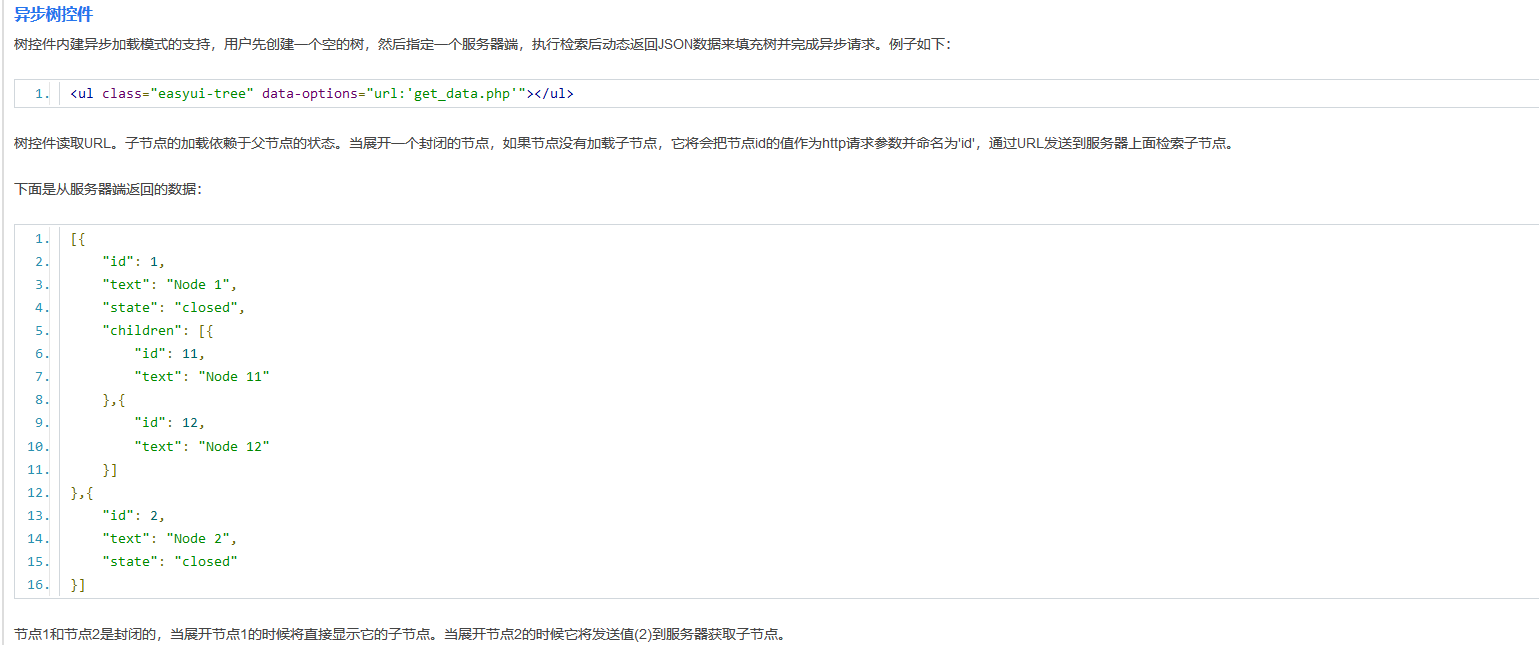 异步树控件
树控件内建异步加载模式的支持，用户先创建一个空的树，然后指定一个服务器端，执行检索后动态返回JSON数据来填充树并完成异步请求。例子如下：
1. <ul class="easyui-tree" data-options="url:'get_data.php'"></ul>
树控件读取URL。子节点的加载依赖于父节点的状态。当展开一个封闭的节点，如果节点没有加载子节点，它将会把节点id的值作为http请求参数并命名为'id'，通过URL发送到服务器上面检索子节点。
下面是从服务器端返回的数据：
1. [{
2.     "id": 1,
3.     "text": "Node 1",
4.     "state": "closed",
5.     "children": [{
6.         "id": 11,
7.         "text": "Node 11"
8.     },{
9.         "id": 12,
10.         "text": "Node 12"
11.     }]
12. },{
13.     "id": 2,
14.     "text": "Node 2",
15.     "state": "closed"
16. }]
节点1和节点2是封闭的，当展开节点1的时候将直接显示它的子节点。当展开节点2的时候它将发送值(2)到服务器获取子节点。